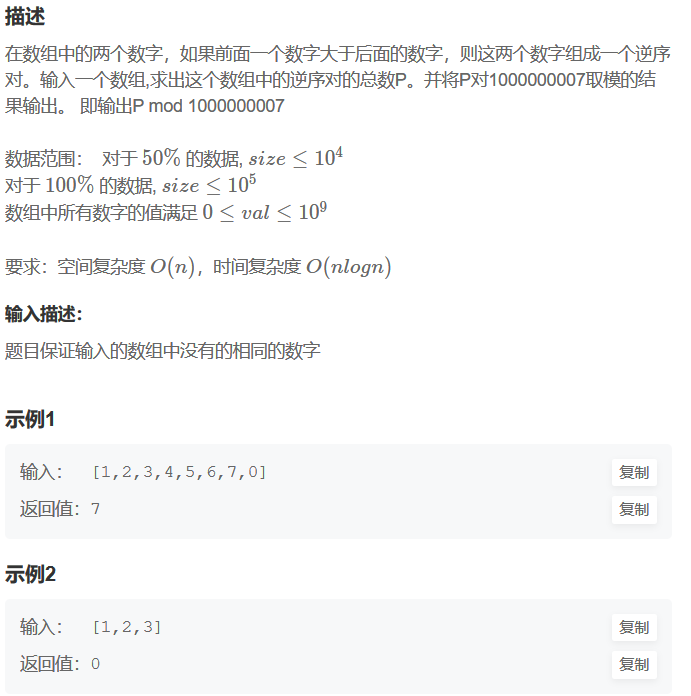 描述
在数组中的两个数字，如果前面一个数字大于后面的数字，则这两个数字组成一个逆序
对。输入一个数组,求出这个数组中的逆序对的总数P。并将P对1000000007取模的结
果输出。 即输出P mod 1000000007
数据范围： 对于 50% 的数据, size ≤ 10^4
对于 100% 的数据, size ≤ 10^5
数组中所有数字的值满足 0 ≤ val ≤ 10^9
要求：空间复杂度 O(n)，时间复杂度 O(nlogn)
输入描述：
题目保证输入的数组中没有的相同的数字
示例1
输入： [1,2,3,4,5,6,7,0] 复制
返回值：7 复制
示例2
输入： [1,2,3] 复制
返回值：0 复制